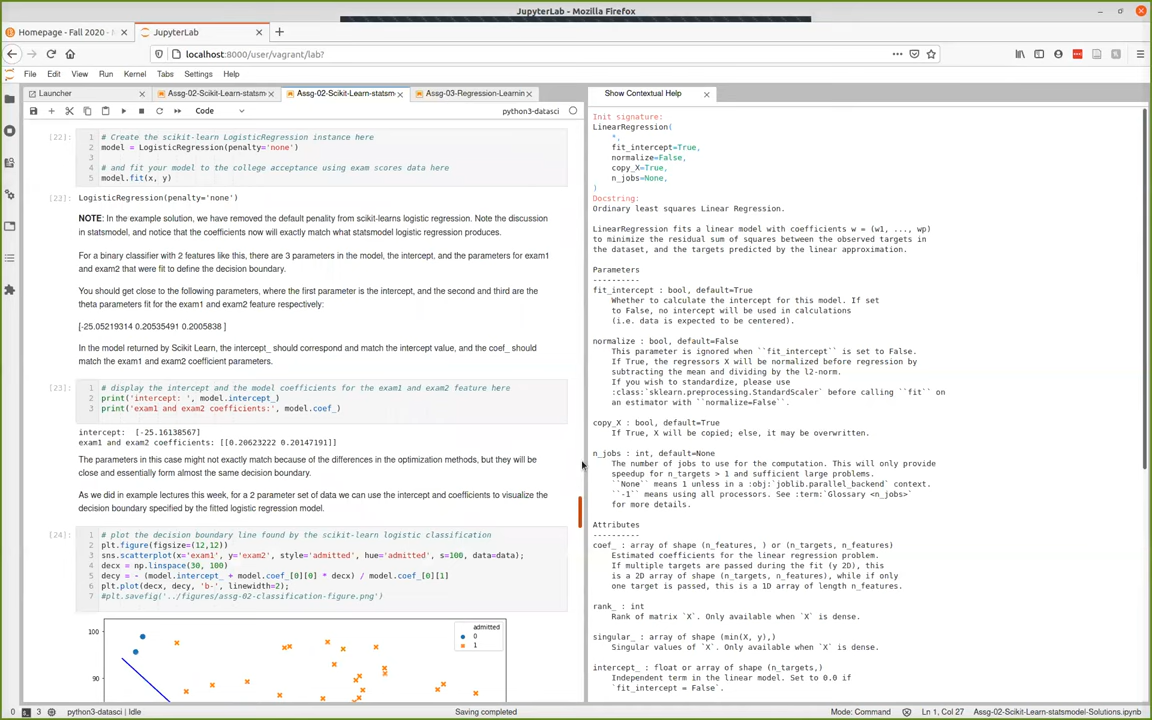 JupyterLab - Mozilla Firefox
Homepage - Fall 2020 -
JupyterLab
localhost:8000/user/vagrant/lab?
File Edit View Run Kernel Tabs Settings Help
Launcher
Assg-02-Scikit-Learn-statsm
Assg-02-Scikit-Learn-statsm
Assg-03-Regression-Learnin
Show Contextual Help
Code
python3-datasci
[22]:
1 # Create the scikit-learn LogisticRegression instance here
2 model = LogisticRegression(penalty='none')
3
4 # and fit your model to the college acceptance using exam scores data here
5 model.fit(x, y)
[23]: LogisticRegression(penalty='none')
NOTE: In the example solution, we have removed the default penality from scikit-learns logistic regression. Note the discussion
in statsmodel, and notice that the coefficients now will exactly match what statsmodel logistic regression produces.
For a binary classifier with 2 features like this, there are 3 parameters in the model, the intercept, and the parameters for exam1
and exam2 that were fit to define the decision boundary.
You should get close to the following parameters, where the first parameter is the intercept, and the second and third are the
theta parameters fit for the exam1 and exam2 feature respectively:
[-25.05219314 0.20535491 0.2005838 ]
In the model returned by Scikit Learn, the intercept_ should correspond and match the intercept value, and the coef_ should
match the exam1 and exam2 coefficient parameters.
[23]:
1 # display the intercept and the model coefficients for the exam1 and exam2 feature here
2 print('intercept: ', model.intercept_)
3 print('exam1 and exam2 coefficients:', model.coef_)
intercept: [-25.16138567]
exam1 and exam2 coefficients: [[0.20623222 0.20147191]]
The parameters in this case might not exactly match because of the differences in the optimization methods, but they will be
close and essentially form almost the same decision boundary.
As we did in example lectures this week, for a 2 parameter set of data we can use the intercept and coefficients to visualize the
decision boundary specified by the fitted logistic regression model.
[24]:
1 # plot the decision boundary line found by the scikit-learn logistic classification
2 plt.figure(figsize=(12,12))
3 sns.scatterplot(x='exam1', y='exam2', style='admitted', hue='admitted', s=100, data=data);
4 decx = np.linspace(30, 100)
5 decy = - (model.intercept_ + model.coef_[0][0] * decx) / model.coef_[0][1]
6 plt.plot(decx, decy, 'b-', linewidth=2);
7 #plt.savefig('../figures/assg-02-classification-figure.png')
100
90
admitted
0
1
Init signature:
LinearRegression(
*,
fit_intercept=True,
normalize=False,
copy_X=True,
n_jobs=None,
)
Docstring:
Ordinary least squares Linear Regression.
LinearRegression fits a linear model with coefficients w = (w1, ..., wp)
to minimize the residual sum of squares between the observed targets in
the dataset, and the targets predicted by the linear approximation.
Parameters
----------
fit_intercept : bool, default=True
Whether to calculate the intercept for this model. If set
to False, no intercept will be used in calculations
(i.e. data is expected to be centered).
normalize : bool, default=False
This parameter is ignored when ``fit_intercept`` is set to False.
If True, the regressors X will be normalized before regression by
subtracting the mean and dividing by the l2-norm.
If you wish to standardize, please use
:class:`sklearn.preprocessing.StandardScaler` before calling ``fit`` on
an estimator with ``normalize=False``.
copy_X : bool, default=True
If True, X will be copied; else, it may be overwritten.
n_jobs : int, default=None
The number of jobs to use for the computation. This will only provide
speedup for n_targets > 1 and sufficient large problems.
``None`` means 1 unless in a :obj:`joblib.parallel_backend` context.
``-1`` means using all processors. See :term:`Glossary <n_jobs>`
for more details.
Attributes
----------
coef_ : array of shape (n_features, ) or (n_targets, n_features)
Estimated coefficients for the linear regression problem.
If multiple targets are passed during the fit (y 2D), this
is a 2D array of shape (n_targets, n_features), while if only
one target is passed, this is a 1D array of length n_features.
rank_ : int
Rank of matrix `X`. Only available when `X` is dense.
singular_ : array of shape (min(X, y),)
Singular values of `X`. Only available when `X` is dense.
intercept_ : float or array of shape (n_targets,)
Independent term in the linear model. Set to 0.0 if
`fit_intercept = False`.
0 3 python3-datasci | Idle
Saving completed
Mode: Command
Ln 1, Col 27
Assg-02-Scikit-Learn-statsmodel-Solutions.ipynb